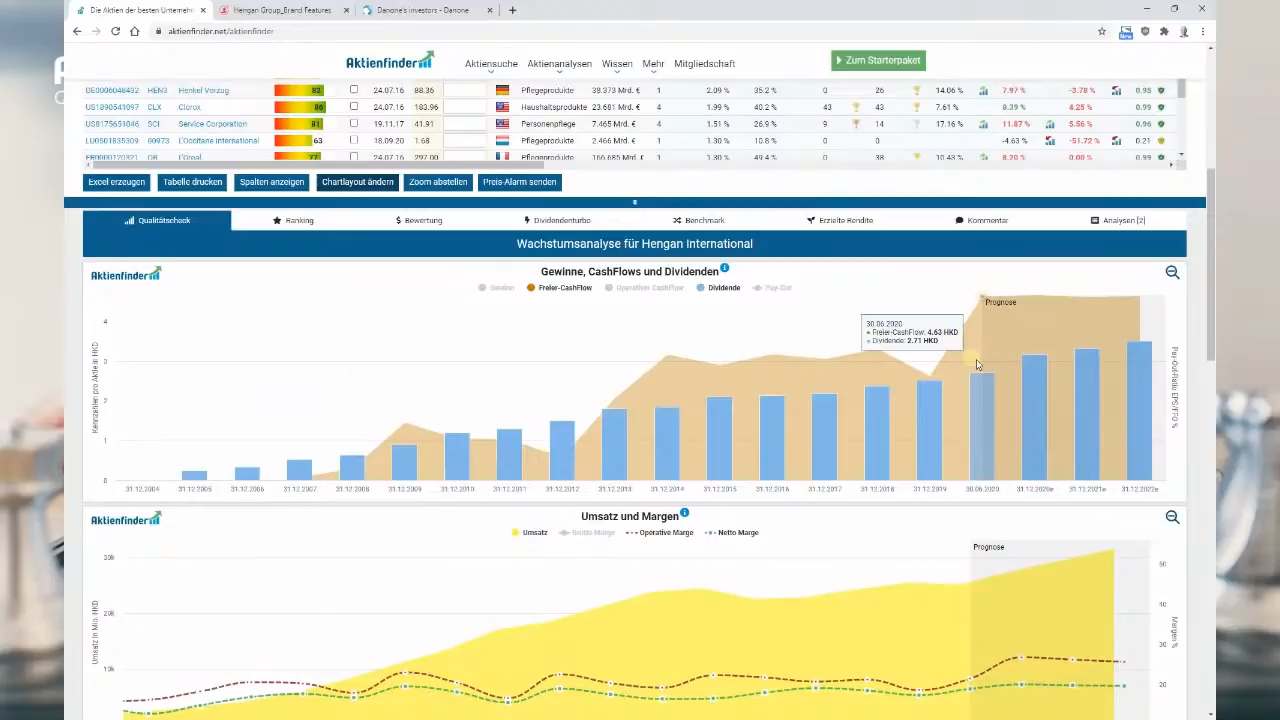 Die Aktien der besten Unternehm
Hengan Group_Brand Features
Danone's investors - Danone
aktienfinder.net/aktienfinder
New
Aktienfinder
Aktiensuche
Aktienanalysen
Wissen
Mehr
Mitgliedschaft
Zum Starterpaket
DE0006048432 HEN3 Henkel Vorzug 82 24.07.16 88.36 Pflegeprodukte 38.373 Mrd. € 1 2.09 % 35.2 % 0 26 14.06 % 7.97 % -3.78 % 0.96
US1890541097 CLX Clorox 86 24.07.16 183.96 Haushaltsprodukte 23.681 Mrd. € 4 1.99 % 40.2 % 43 43 8.39 % 8.25 % 0.99
US8175651046 SCI Service Corporation 81 19.11.17 41.91 Personenpflege 7.465 Mrd. € 4 1.51 % 26.9 % 14 17.16 % 11.87 % 5.56 % 0.96
LU0501835309 00973 L'Occitane International 63 18.09.20 1.68 Pflegeprodukte 2.466 Mrd. € 1 1.30 % 10.8 % 0 0 -4.63 % -51.72 % 0.21
FR0000120321 OR L'Oreal 77 24.07.16 297.00 Pflegeprodukte 166.685 Mrd. € 1 1.30 % 49.4 % 0 38 10.43 % 8.20 % 0.00 % 0.99
Excel erzeugen
Tabelle drucken
Spalten anzeigen
Chartlayout ändern
Zoom abstellen
Preis-Alarm senden
Qualitätscheck
Ranking
Bewertung
Dividendenturbo
Benchmark
Erzielte Rendite
Kommentar
Analysen [2]
Wachstumsanalyse für Hengan International
Aktienfinder
Gewinne, CashFlows und Dividenden
Gewinn
Freier-CashFlow
Operativer CashFlow
Dividende
Pay-Out
Prognose
30.06.2020
Freier-CashFlow: 4.63 HKD
Dividende: 2.71 HKD
Kennzahlen pro Aktie in HKD
4
3
2
1
0
Pay-Out-Ratio EPS/FFO %
31.12.2004 31.12.2005 31.12.2006 31.12.2007 31.12.2008 31.12.2009 31.12.2010 31.12.2011 31.12.2012 31.12.2013 31.12.2014 31.12.2015 31.12.2016 31.12.2017 31.12.2018 31.12.2019 30.06.2020 31.12.2020e 31.12.2021e 31.12.2022e
Aktienfinder
Umsatz und Margen
Umsatz
Brutto Marge
Operative Marge
Netto Marge
Prognose
Umsatz in Mio. HKD
30k
20k
10k
50
40
30
20
Margen %